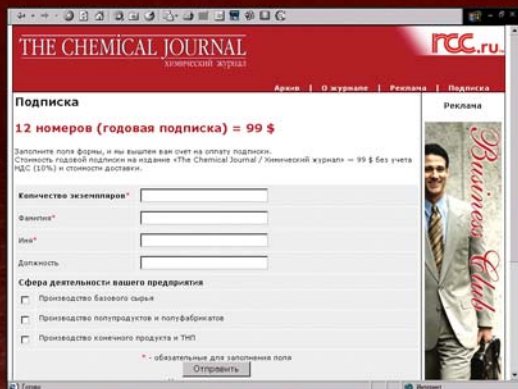 THE CHEMICAL JOURNAL
химический журнал
rcc.ru
Архив | О журнале | Реклама | Подписка
Подписка
Реклама
12 номеров (годовая подписка) = 99 $
Заполните поля формы, и мы вышлем вам счет на оплату подписки.
Стоимость годовой подписки на издание «The Chemical Journal / Химический журнал» — 99 $ без учета
НДС (10%) и стоимости доставки.
Количество экземпляров*
Фамилия*
Имя*
Должность
Сфера деятельности вашего предприятия
Производство базового сырья
Производство полупродуктов и полуфабрикатов
Производство конечного продукта и ТНП
* - обязательные для заполнения поля
Отправить
Business Club
Готово
Интернет